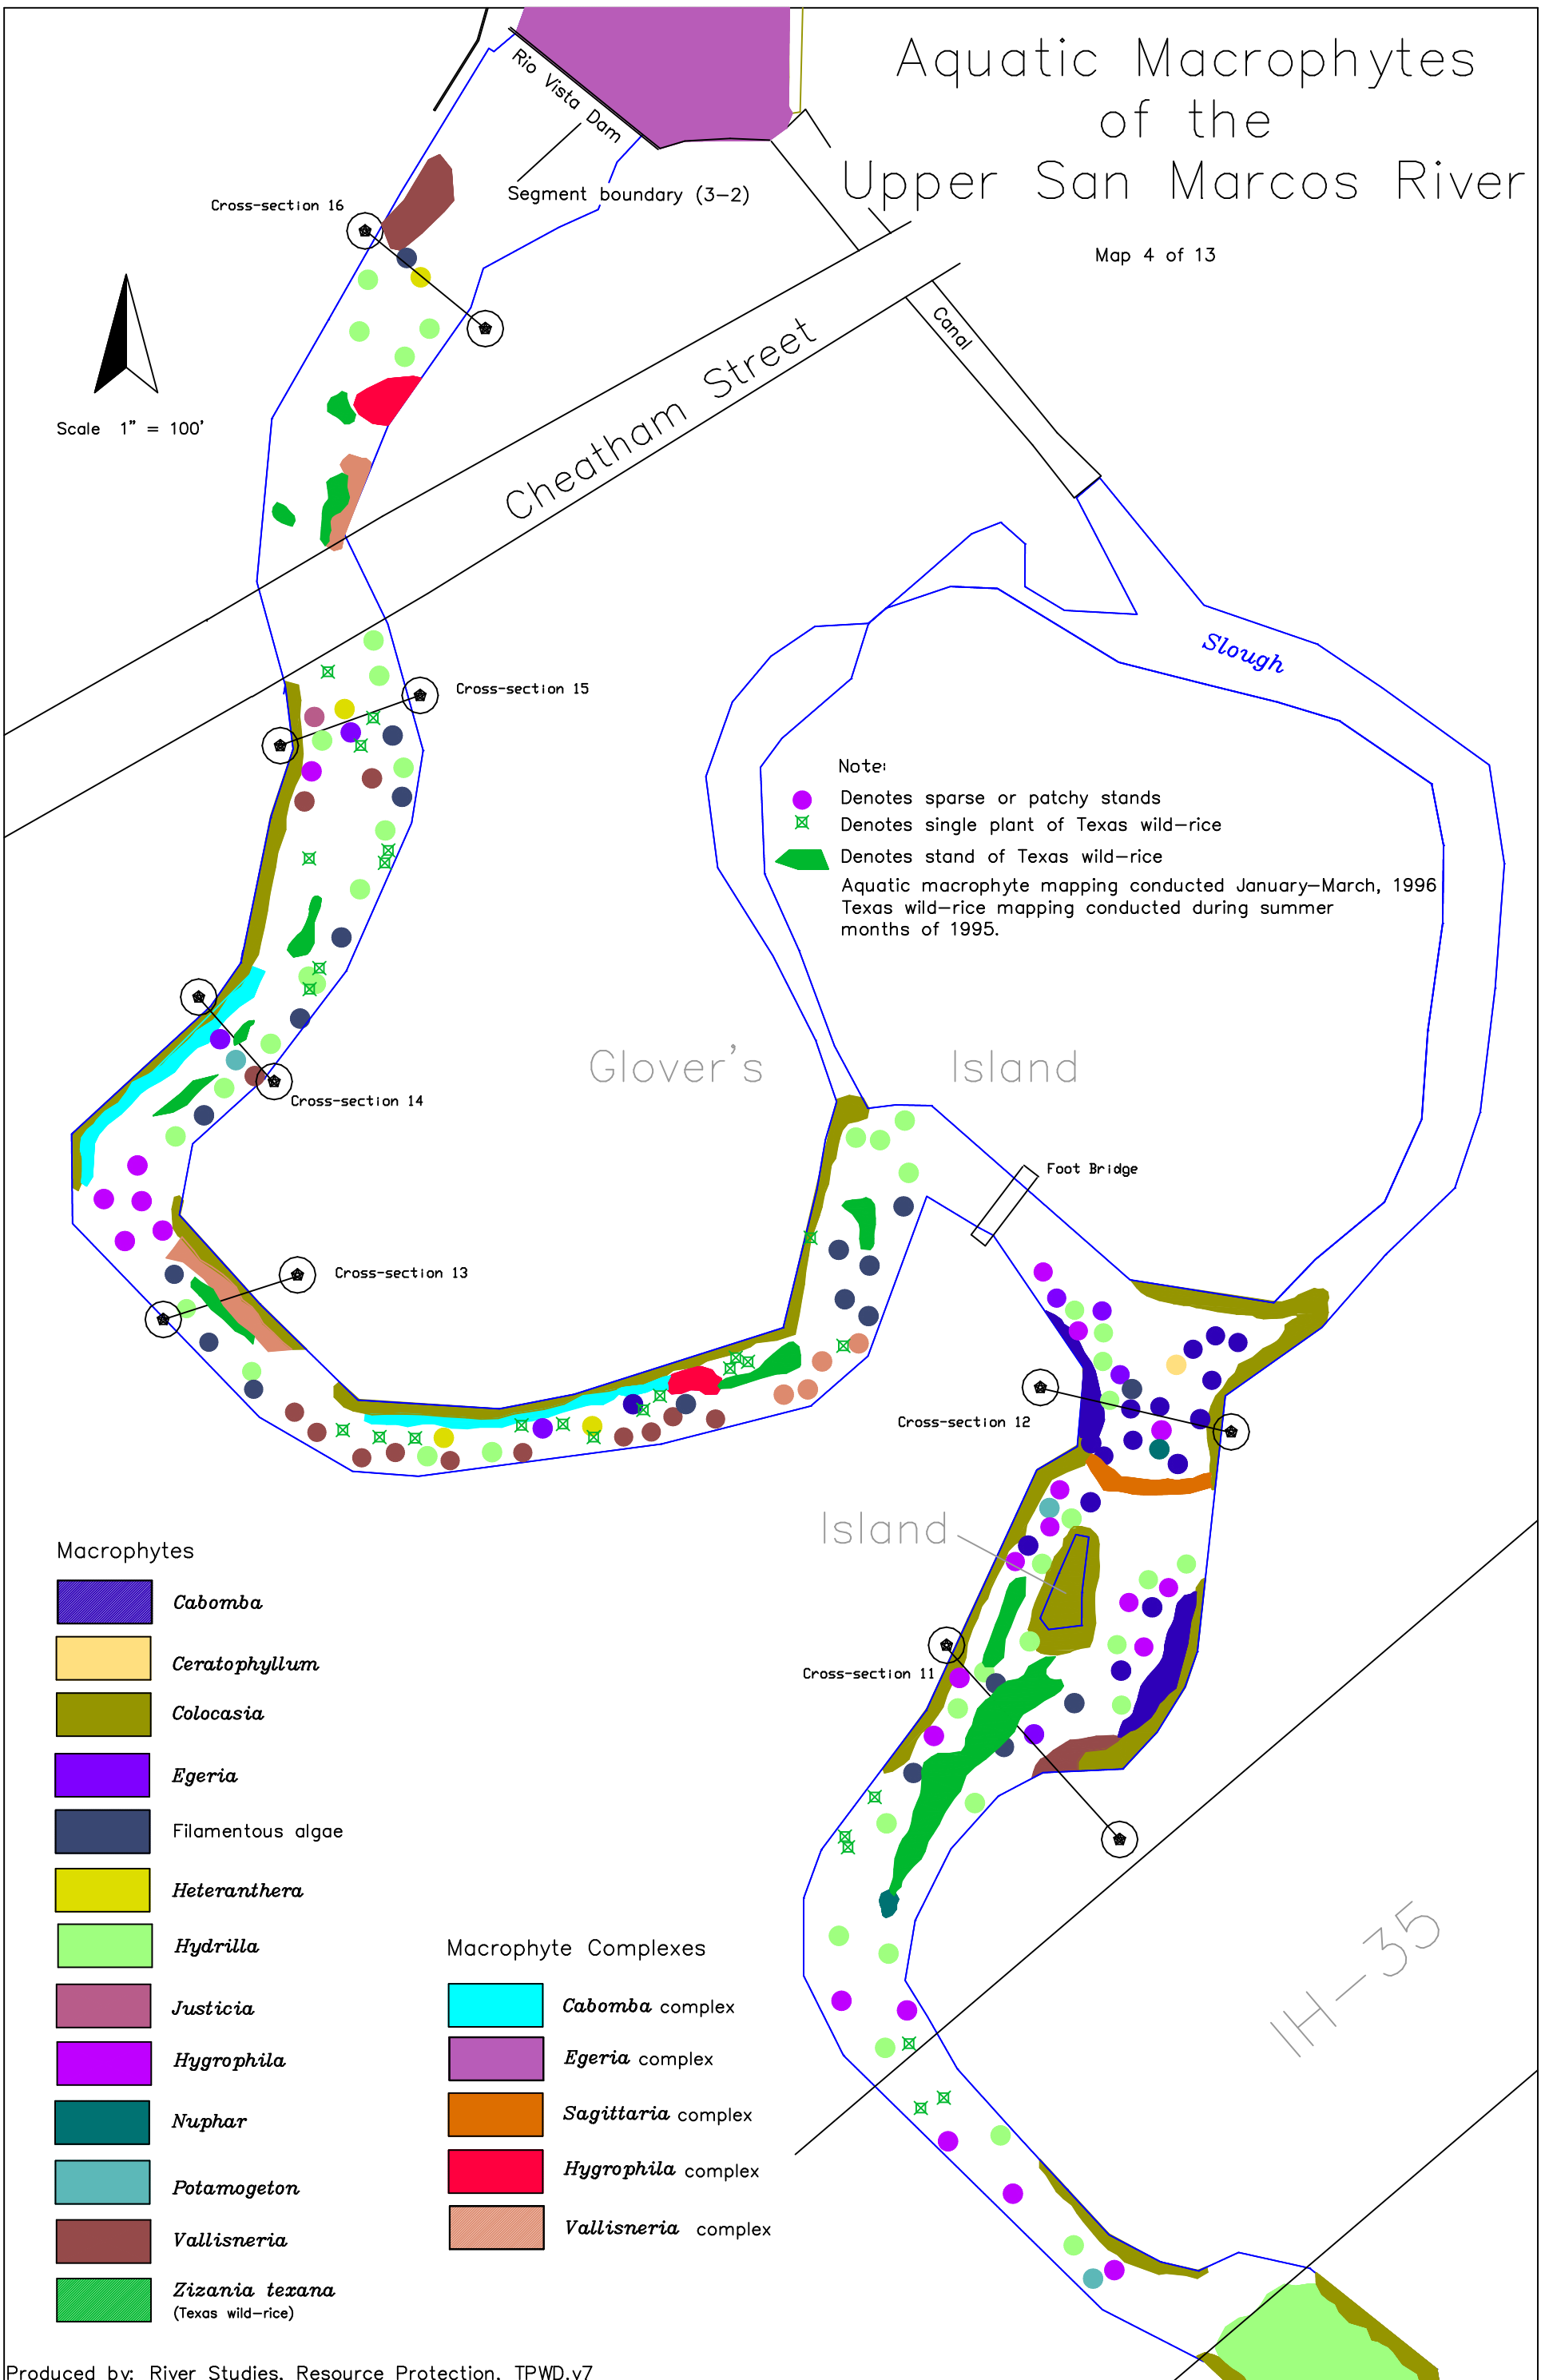 Aquatic Macrophytes
of the
Upper San Marcos River
Map 4 of 13
Rio Vista Dam
Segment boundary (3-2)
Cross-section 16
Scale 1" = 100'
Cheatham Street
Canal
Slough
Cross-section 15
Note:
Denotes sparse or patchy stands
Denotes single plant of Texas wild-rice
Denotes stand of Texas wild-rice
Aquatic macrophyte mapping conducted January-March, 1996
Texas wild-rice mapping conducted during summer
months of 1995.
Glover's Island
Cross-section 14
Foot Bridge
Cross-section 13
Cross-section 12
Island
Cross-section 11
IH-35
Macrophytes
Cabomba
Ceratophyllum
Colocasia
Egeria
Filamentous algae
Heteranthera
Hydrilla
Justicia
Hygrophila
Nuphar
Potamogeton
Vallisneria
Zizania texana
(Texas wild-rice)
Macrophyte Complexes
Cabomba complex
Egeria complex
Sagittaria complex
Hygrophila complex
Vallisneria complex
Produced by: River Studies, Resource Protection, TPWD.v7